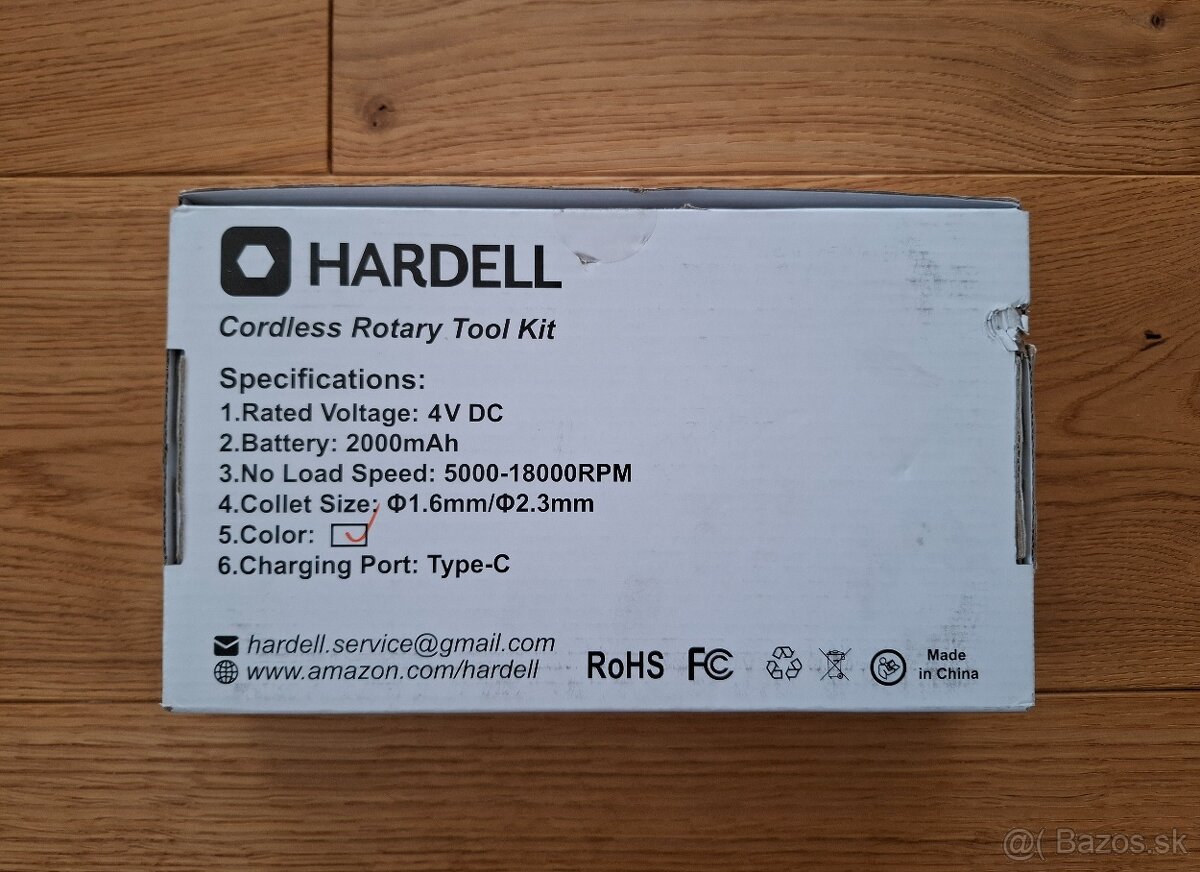 HARDELL
Cordless Rotary Tool Kit
Specifications:
1.Rated Voltage: 4V DC
2.Battery: 2000mAh
3.No Load Speed: 5000-18000RPM
4.Collet Size: Φ1.6mm/Φ2.3mm
5.Color:
6.Charging Port: Type-C
hardell.service@gmail.com
www.amazon.com/hardell
RoHS FC
Made
in China
@( Bazos.sk